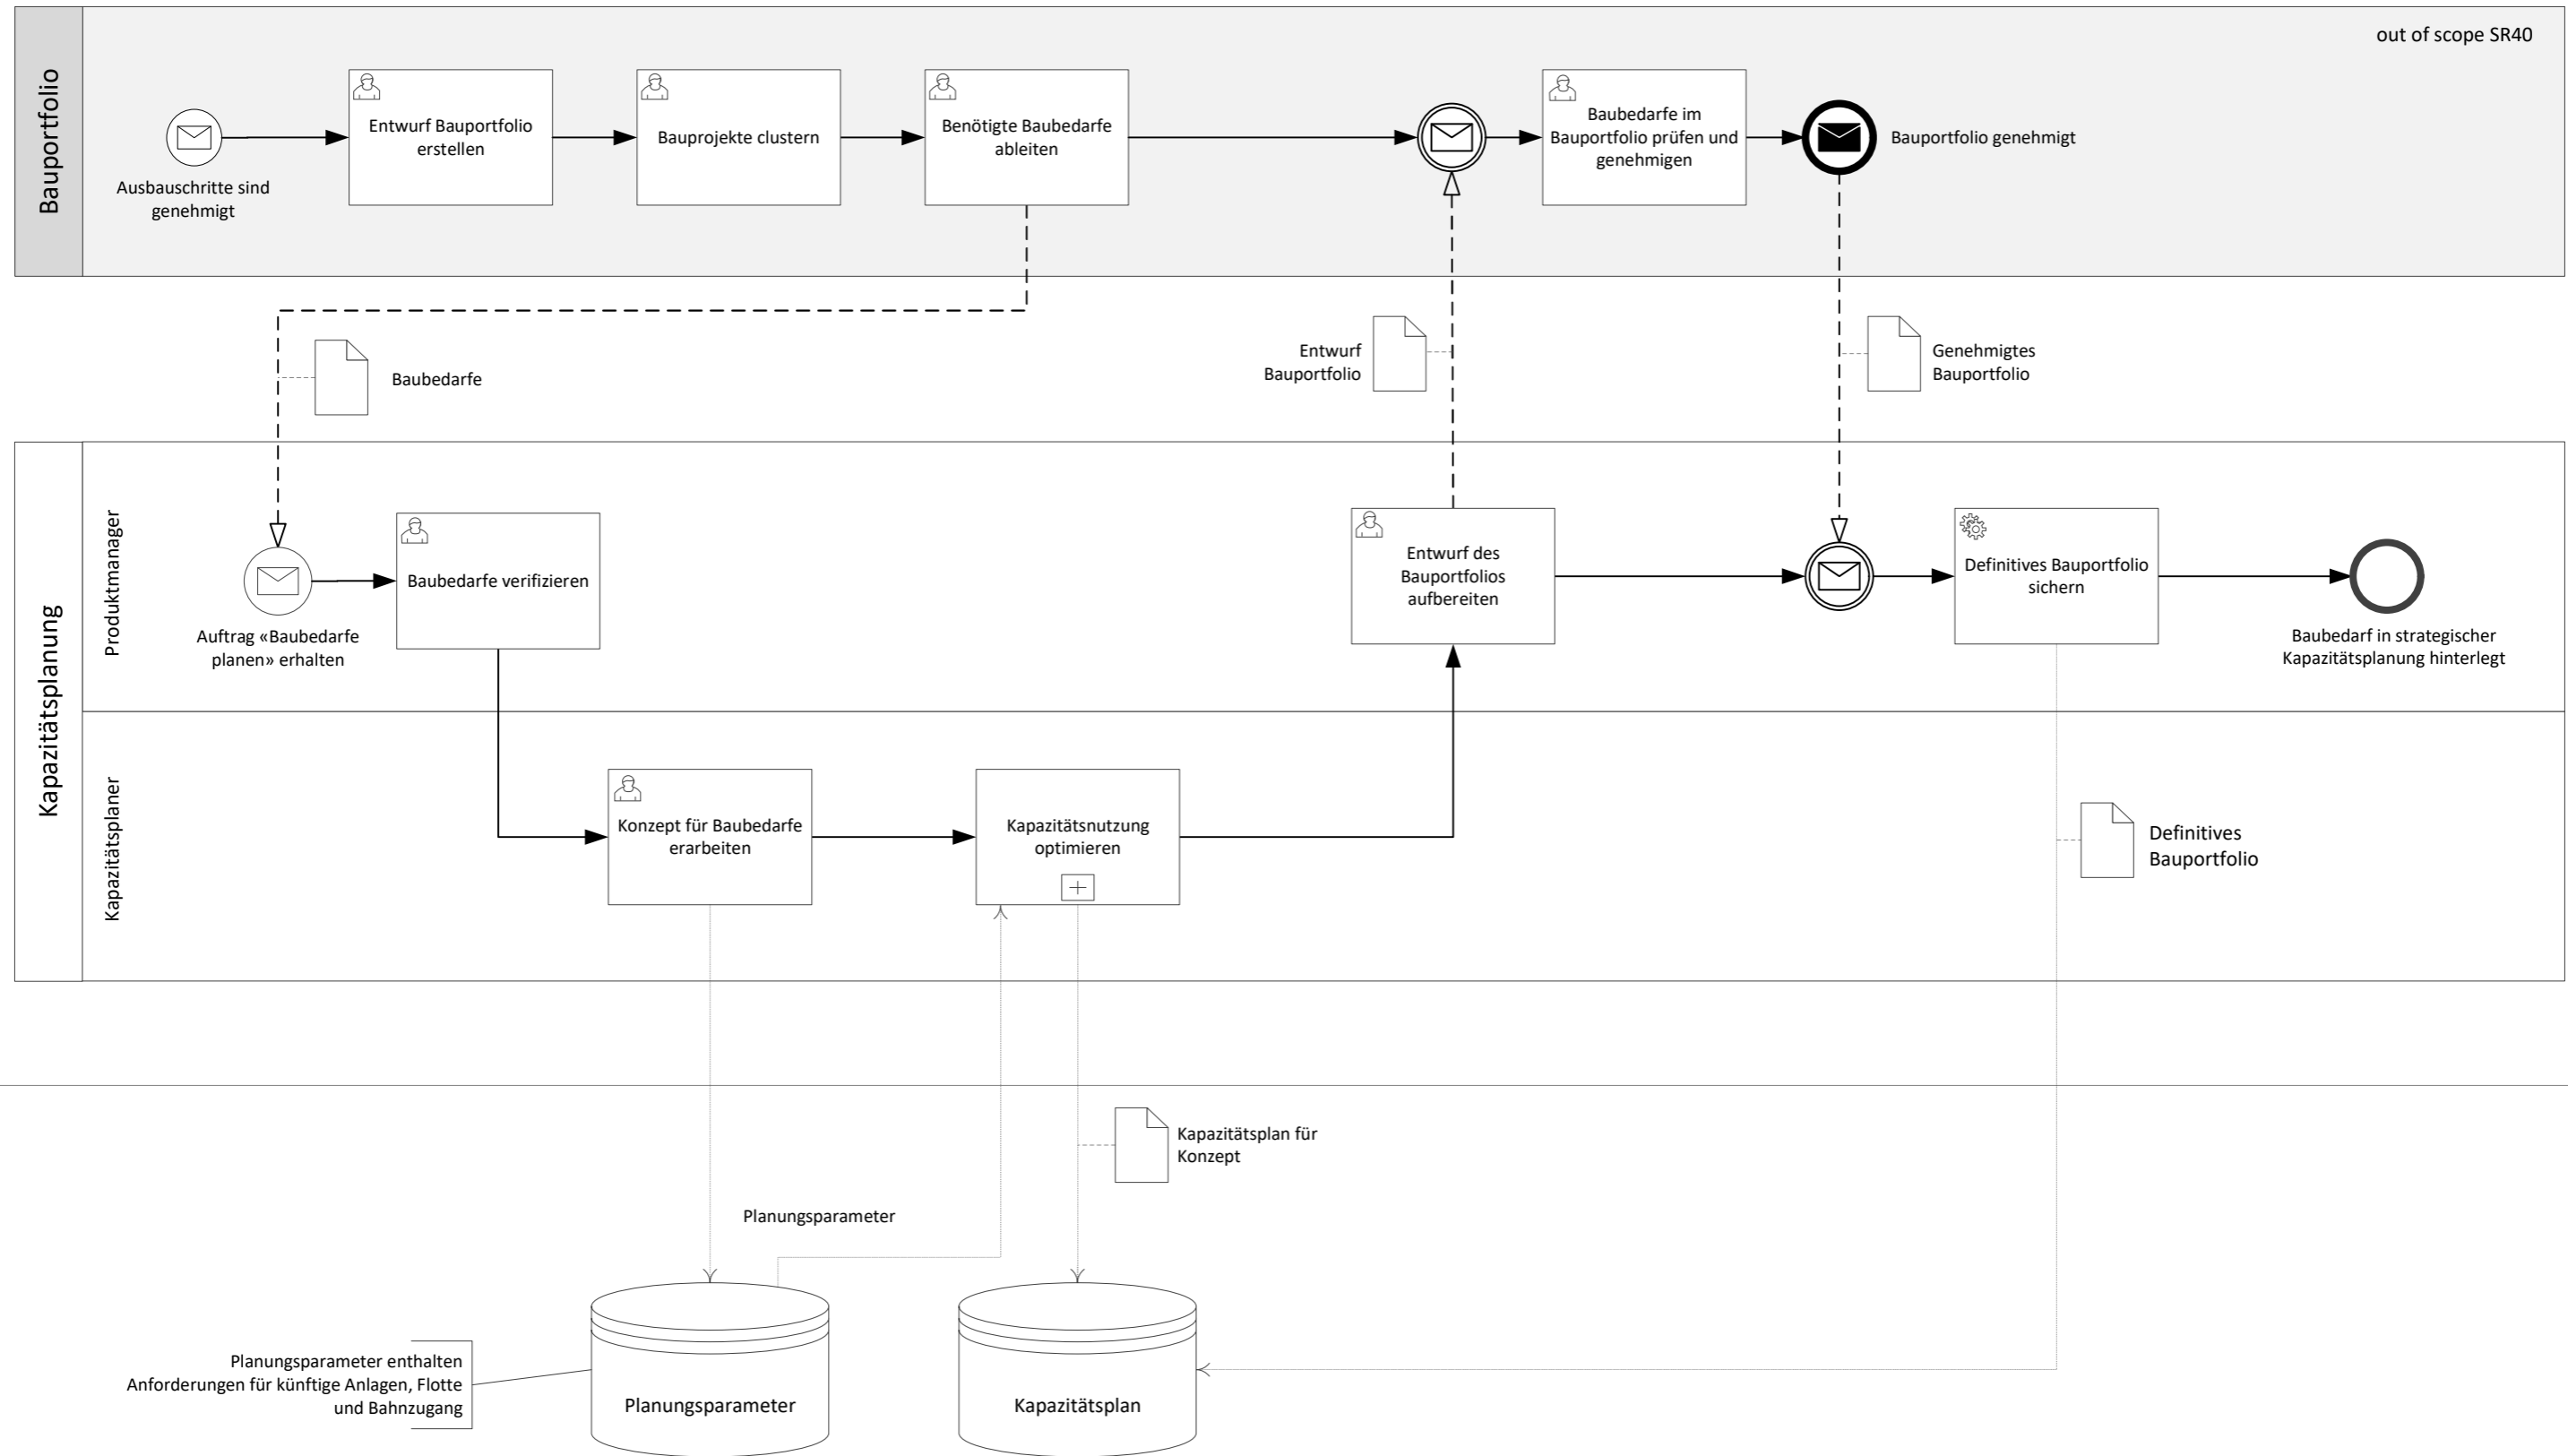 out of scope SR40
Bauportfolio
Ausbauschritte sind
genehmigt
Entwurf Bauportfolio
erstellen
Bauprojekte clustern
Benötigte Baubedarfe
ableiten
Baubedarfe im
Bauportfolio prüfen und
genehmigen
Bauportfolio genehmigt
Baubedarfe
Entwurf
Bauportfolio
Genehmigtes
Bauportfolio
Kapazitätsplanung
Produktmanager
Auftrag «Baubedarfe
planen» erhalten
Baubedarfe verifizieren
Entwurf des
Bauportfolios
aufbereiten
Definitives Bauportfolio
sichern
Baubedarf in strategischer
Kapazitätsplanung hinterlegt
Kapazitätsplaner
Konzept für Baubedarfe
erarbeiten
Kapazitätsnutzung
optimieren
Definitives
Bauportfolio
Kapazitätsplan für
Konzept
Planungsparameter
Planungsparameter enthalten
Anforderungen für künftige Anlagen, Flotte
und Bahnzugang
Planungsparameter
Kapazitätsplan